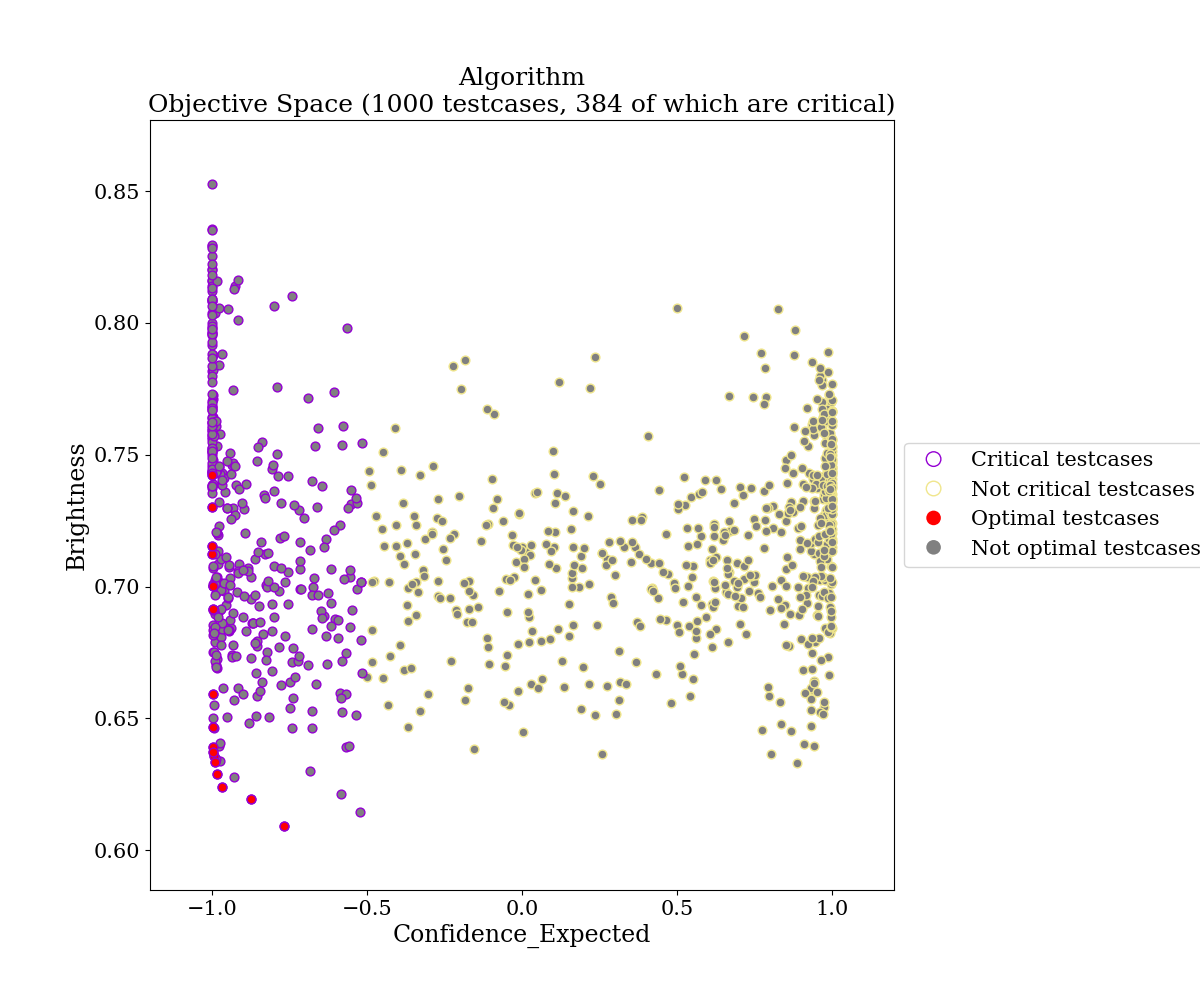 Algorithm
Objective Space (1000 testcases, 384 of which are critical)
0.85
0.80
0.75
0.70
0.65
0.60
Brightness
−1.0
−0.5
0.0
0.5
1.0
Confidence_Expected
Critical testcases
Not critical testcases
Optimal testcases
Not optimal testcases